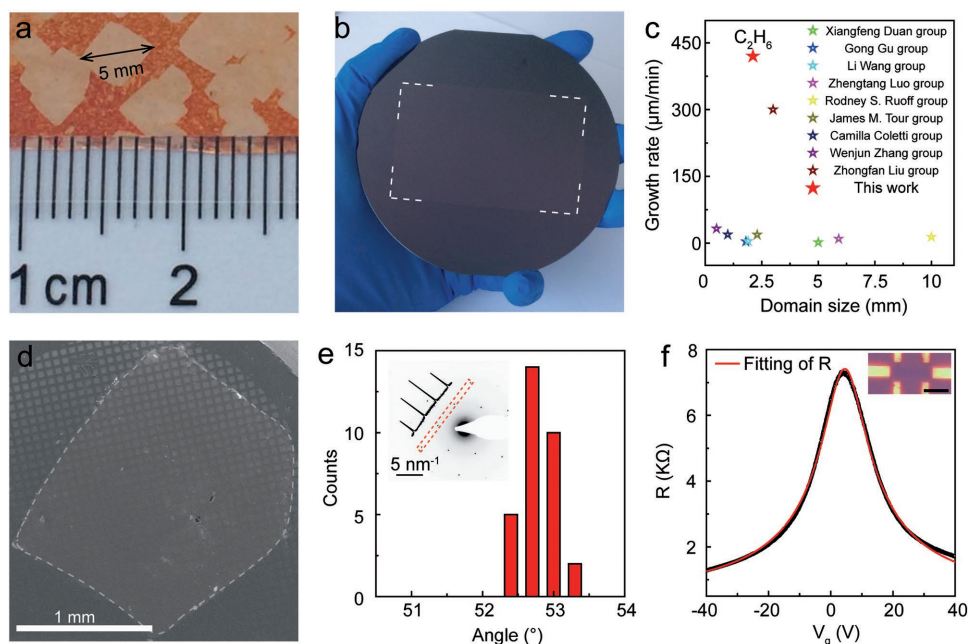 a
5 mm
1 cm 2
b
c
Growth rate (μm/min)
450
300
150
0
C₂H₆
Xiangfeng Duan group
Gong Gu group
Li Wang group
Zhengtang Luo group
Rodney S. Ruoff group
James M. Tour group
Camilla Coletti group
Wenjun Zhang group
Zhongfan Liu group
This work
0 2.5 5 7.5 10
Domain size (mm)
d
1 mm
e
Counts
15
10
5
0
5 nm⁻¹
51 52 53 54
Angle (°)
f
Fitting of R
R (KΩ)
8
6
4
2
-40 -20 0 20 40
V_g (V)